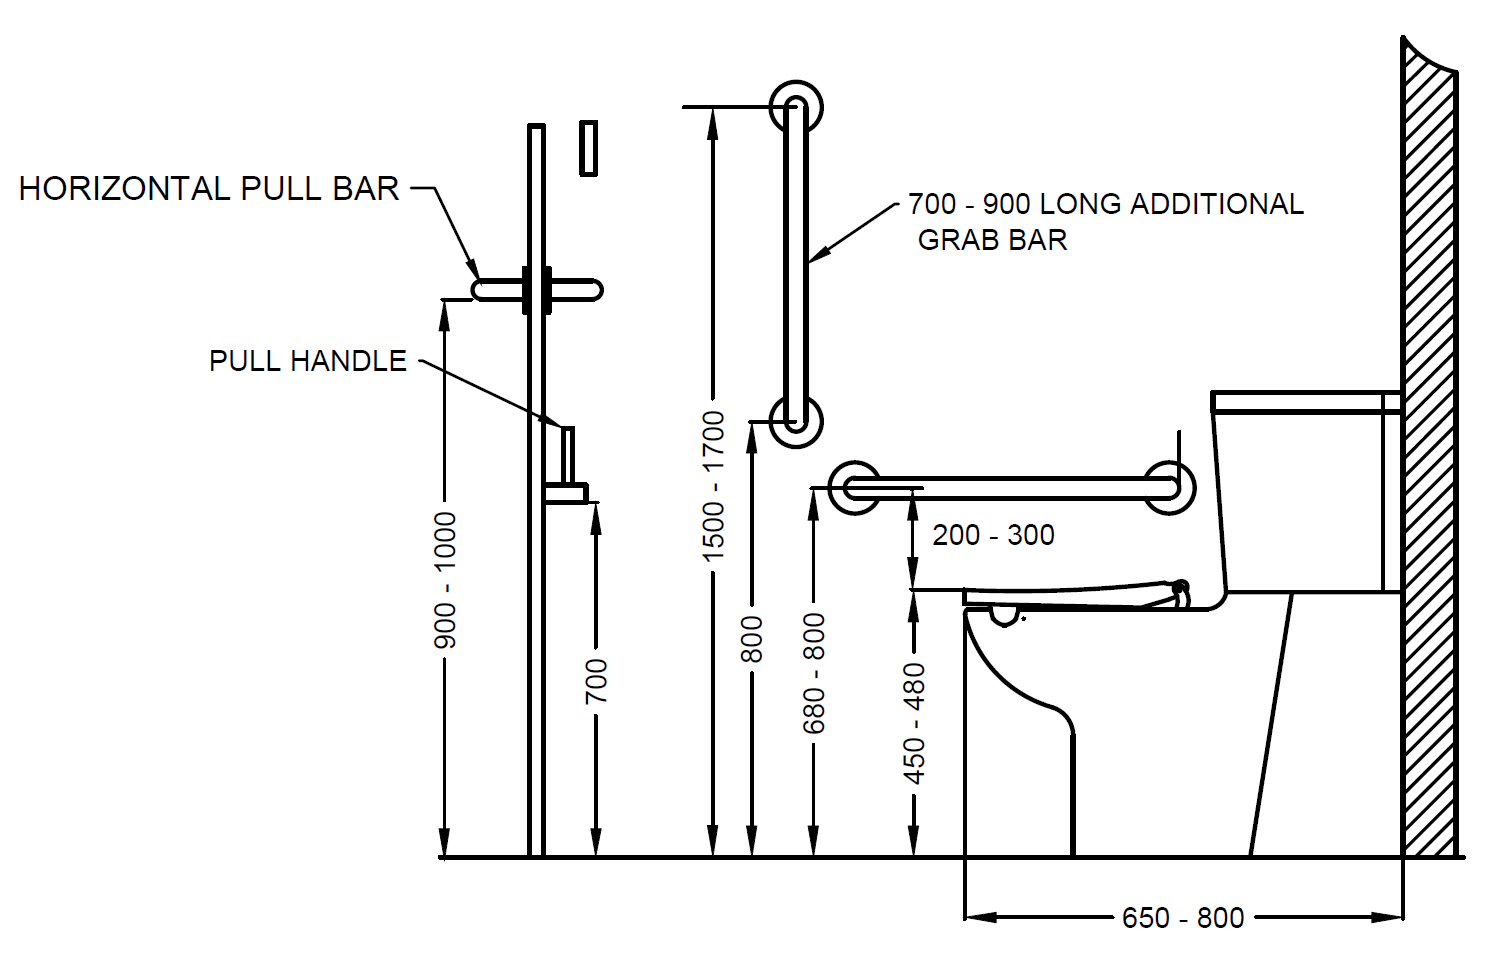 HORIZONTAL PULL BAR
700 - 900 LONG ADDITIONAL
GRAB BAR
PULL HANDLE
900 - 1000
700
1500 - 1700
800
680 - 800
200 - 300
450 - 480
650 - 800